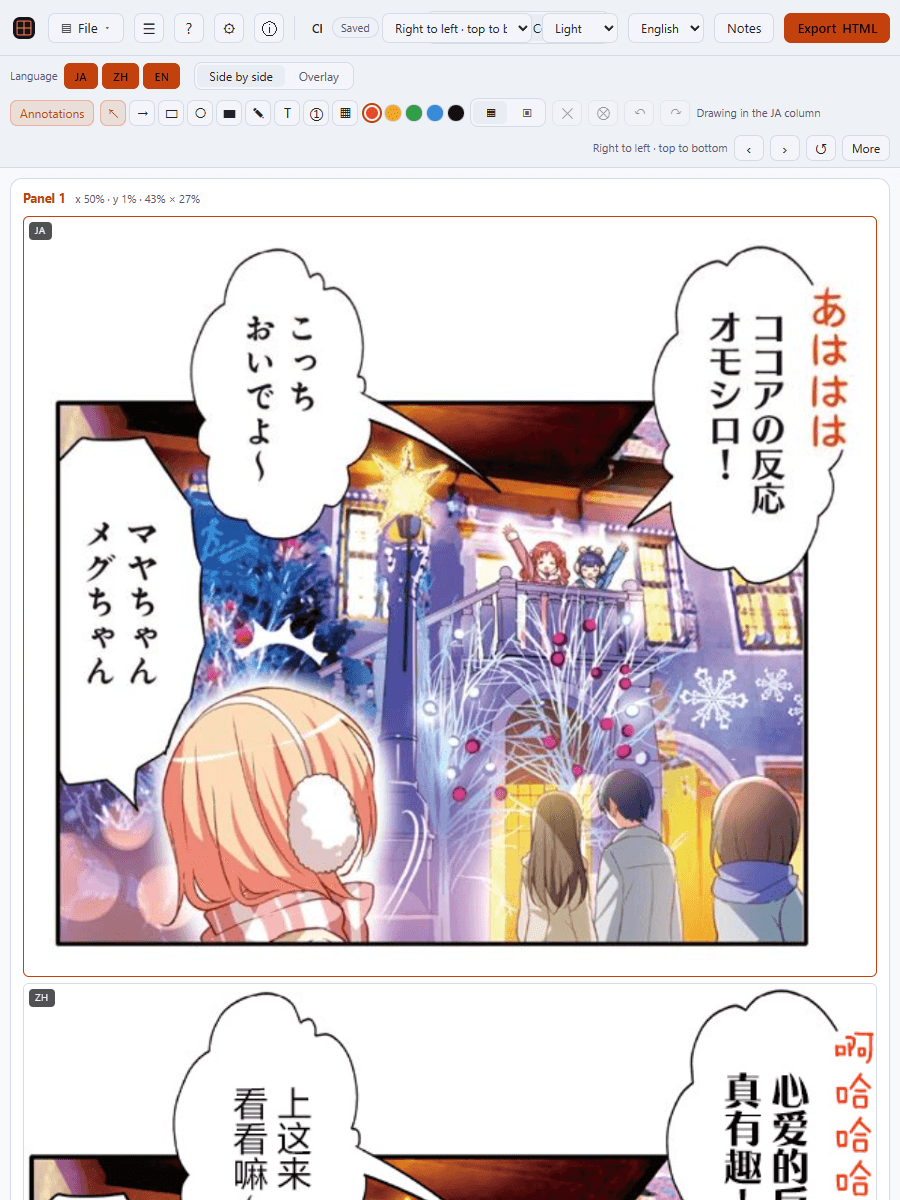 File
?
CI
Saved
Right to left · top to b
C
Light
English
Notes
Export HTML
Language
JA
ZH
EN
Side by side
Overlay
Annotations
T
1
Drawing in the JA column
Right to left · top to bottom
More
Panel 1
x 50% · y 1% · 43% × 27%
JA
あははは
ココアの反応
オモシロ！
こっち
おいでよ～
マヤちゃん
メグちゃん
ZH
啊哈哈哈
心爱的
真有趣
上这来
看看嘛